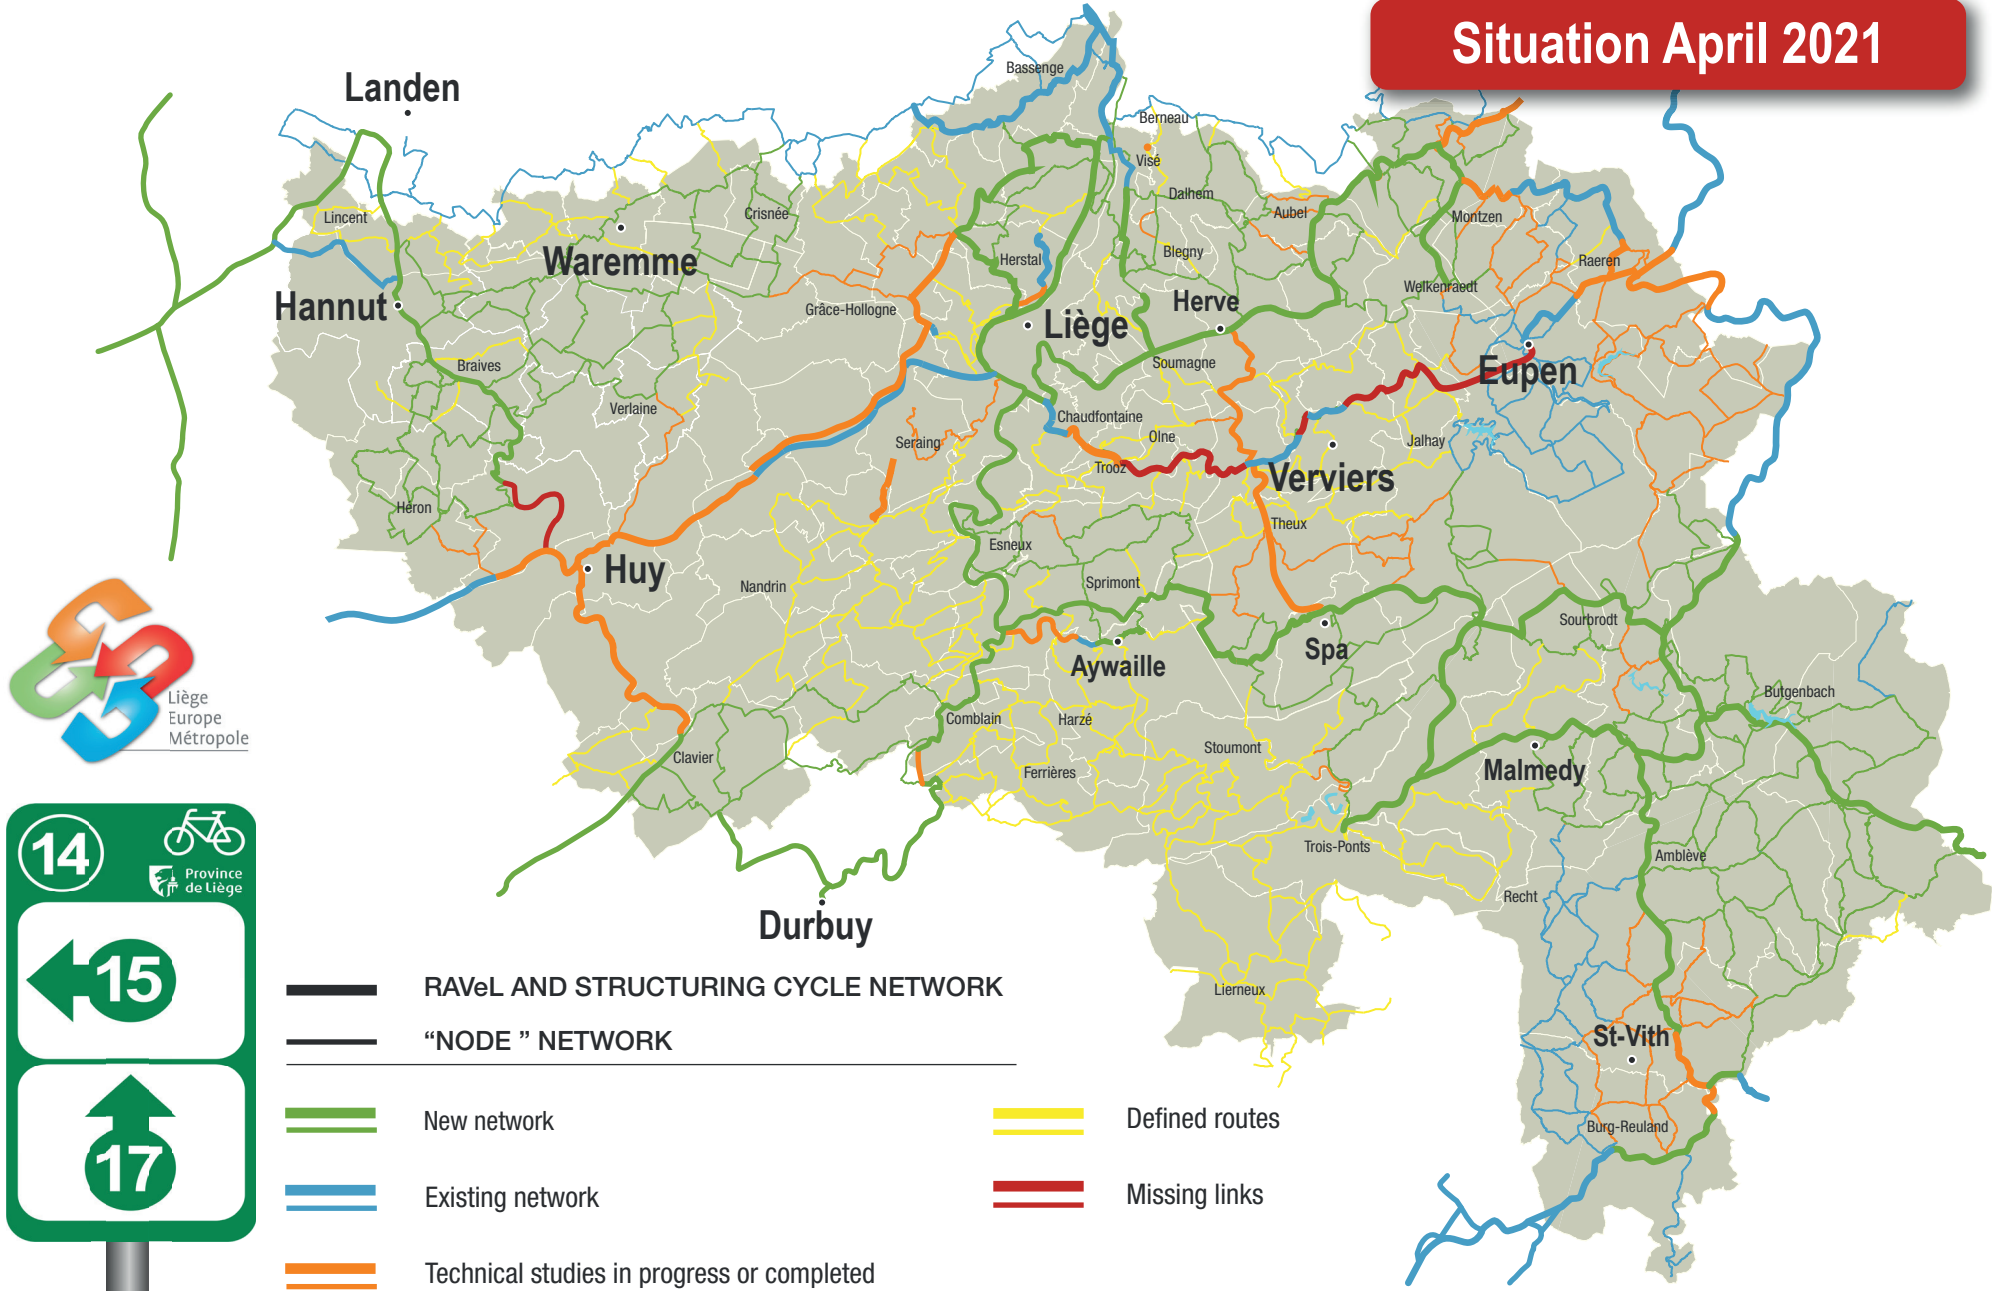 Situation April 2021
Landen
Bassenge
Berneau
Visé
Dalhem
Aubel
Montzen
Lincent
Crisnée
Waremme
Herstal
Blegny
Raeren
Welkenraedt
Hannut
Grâce-Hollogne
Liège
Herve
Braives
Soumagne
Eupen
Verlaine
Chaudfontaine
Seraing
Olne
Jalhay
Trooz
Verviers
Héron
Theux
Esneux
Huy
Nandrin
Sprimont
Sourbrodt
Aywaille
Spa
Butgenbach
Comblain
Harzé
Clavier
Stoumont
Ferrières
Malmedy
Trois-Ponts
Amblève
Recht
Durbuy
Lierneux
St-Vith
Burg-Reuland
Liège
Europe
Métropole
14
Province
de Liège
15
17
RAVeL AND STRUCTURING CYCLE NETWORK
“NODE ” NETWORK
New network
Existing network
Technical studies in progress or completed
Defined routes
Missing links